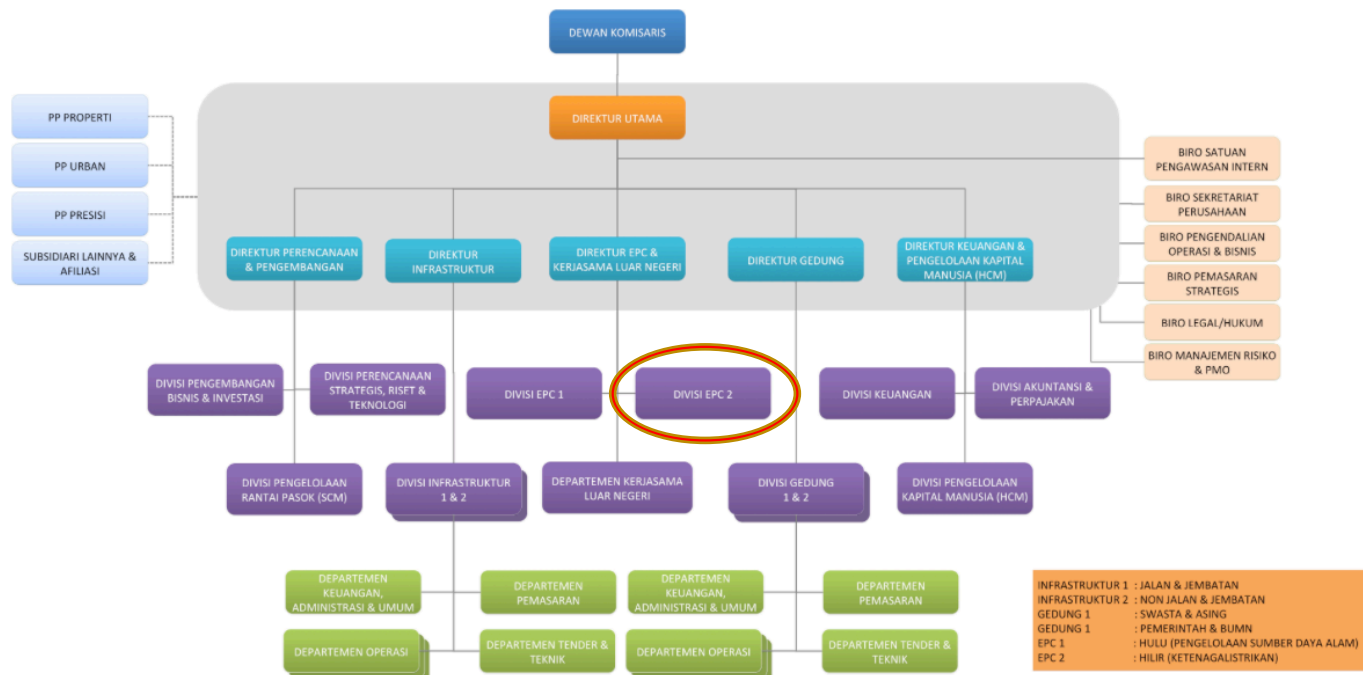 DEWAN KOMISARIS
DIREKTUR UTAMA
PP PROPERTI
PP URBAN
PP PRESISI
SUBSIDIARI LAINNYA &
AFILIASI
BIRO SATUAN
PENGAWASAN INTERN
BIRO SEKRETARIAT
PERUSAHAAN
BIRO PENGENDALIAN
OPERASI & BISNIS
BIRO PEMASARAN
STRATEGIS
BIRO LEGAL/HUKUM
BIRO MANAJEMEN RISIKO
& PMO
DIREKTUR PERENCANAAN
& PENGEMBANGAN
DIREKTUR
INFRASTRUKTUR
DIREKTUR EPC &
KERJASAMA LUAR NEGERI
DIREKTUR GEDUNG
DIREKTUR KEUANGAN &
PENGELOLAAN KAPITAL
MANUSIA (HCM)
DIVISI PENGEMBANGAN
BISNIS & INVESTASI
DIVISI PERENCANAAN
STRATEGIS, RISET &
TEKNOLOGI
DIVISI EPC 1
DIVISI EPC 2
DIVISI KEUANGAN
DIVISI AKUNTANSI &
PERPAJAKAN
DIVISI PENGELOLAAN
RANTAI PASOK (SCM)
DIVISI INFRASTRUKTUR
1 & 2
DEPARTEMEN KERJASAMA
LUAR NEGERI
DIVISI GEDUNG
1 & 2
DIVISI PENGELOLAAN
KAPITAL MANUSIA (HCM)
DEPARTEMEN
KEUANGAN,
ADMINISTRASI & UMUM
DEPARTEMEN
PEMASARAN
DEPARTEMEN
KEUANGAN,
ADMINISTRASI & UMUM
DEPARTEMEN
PEMASARAN
DEPARTEMEN OPERASI
DEPARTEMEN TENDER &
TEKNIK
DEPARTEMEN OPERASI
DEPARTEMEN TENDER &
TEKNIK
INFRASTRUKTUR 1 : JALAN & JEMBATAN
INFRASTRUKTUR 2 : NON JALAN & JEMBATAN
GEDUNG 1 : SWASTA & ASING
GEDUNG 1 : PEMERINTAH & BUMN
EPC 1 : HULU (PENGELOLAAN SUMBER DAYA ALAM)
EPC 2 : HILIR (KETENAGALISTRIKAN)